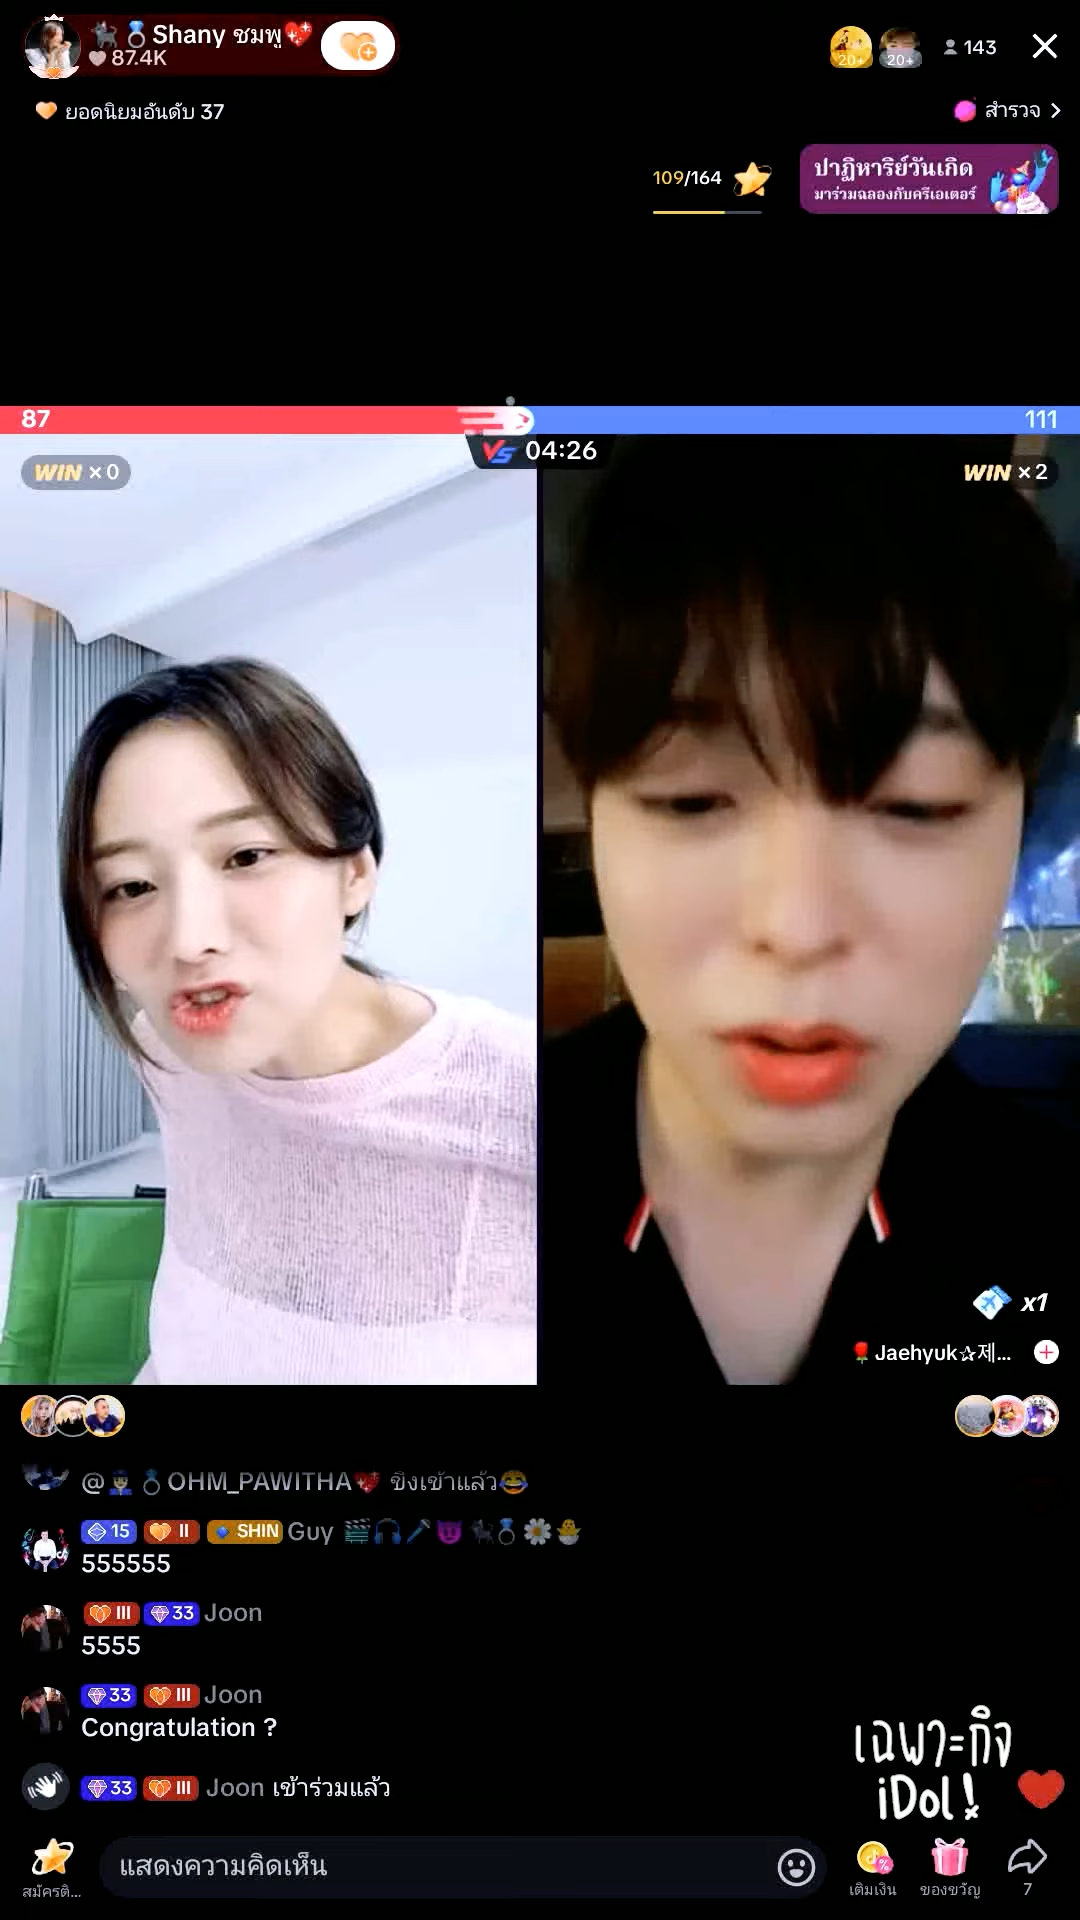 🐈‍⬛💍Shany ชมพู💖
87.4K
20+
20+
143
ยอดนิยมอันดับ 37
สำรวจ
109/164
ปาฏิหาริย์วันเกิด
มาร่วมฉลองกับครีเอเตอร์
87
111
VS 04:26
WIN ×0
WIN ×2
x1
🌹Jaehyuk✰제...
@👮💍OHM_PAWITHA💖 ขิงเข้าแล้ว😂
15 II SHIN Guy 🎬🎧🎤😈🐈‍⬛💍🌼🐣
555555
III 33 Joon
5555
33 III Joon
Congratulation ?
33 III Joon เข้าร่วมแล้ว
เฉพาะกิจ
iDol!
แสดงความคิดเห็น
สมัครติ...
เติมเงิน
ของขวัญ
7